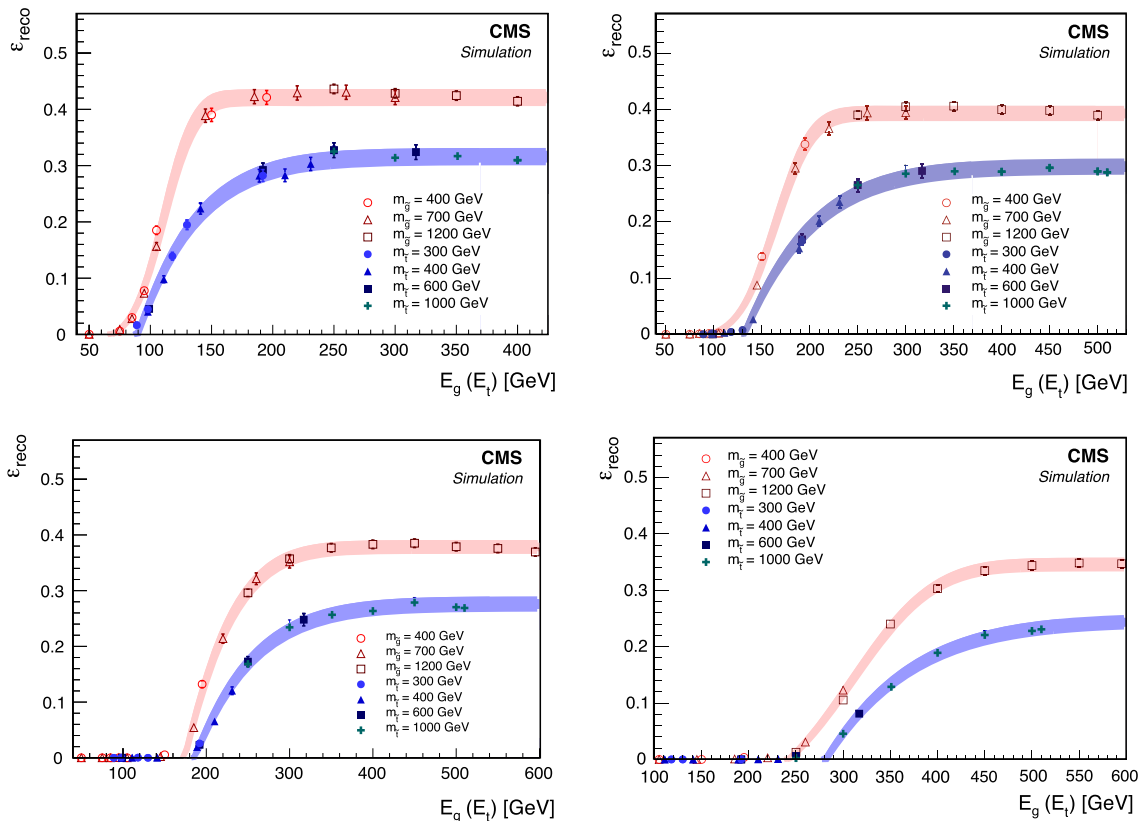 CMS
Simulation
ε_reco
0.5
0.4
0.3
0.2
0.1
0
m_g̃ = 400 GeV
m_g̃ = 700 GeV
m_g̃ = 1200 GeV
m_t̃ = 300 GeV
m_t̃ = 400 GeV
m_t̃ = 600 GeV
m_t̃ = 1000 GeV
50 100 150 200 250 300 350 400
E_g (E_t) [GeV]
CMS
Simulation
ε_reco
0.5
0.4
0.3
0.2
0.1
0
m_g̃ = 400 GeV
m_g̃ = 700 GeV
m_g̃ = 1200 GeV
m_t̃ = 300 GeV
m_t̃ = 400 GeV
m_t̃ = 600 GeV
m_t̃ = 1000 GeV
50 100 150 200 250 300 350 400 450 500
E_g (E_t) [GeV]
CMS
Simulation
ε_reco
0.5
0.4
0.3
0.2
0.1
0
m_g̃ = 400 GeV
m_g̃ = 700 GeV
m_g̃ = 1200 GeV
m_t̃ = 300 GeV
m_t̃ = 400 GeV
m_t̃ = 600 GeV
m_t̃ = 1000 GeV
100 200 300 400 500 600
E_g (E_t) [GeV]
CMS
Simulation
ε_reco
0.5
0.4
0.3
0.2
0.1
0
m_g̃ = 400 GeV
m_g̃ = 700 GeV
m_g̃ = 1200 GeV
m_t̃ = 300 GeV
m_t̃ = 400 GeV
m_t̃ = 600 GeV
m_t̃ = 1000 GeV
100 150 200 250 300 350 400 450 500 550 600
E_g (E_t) [GeV]